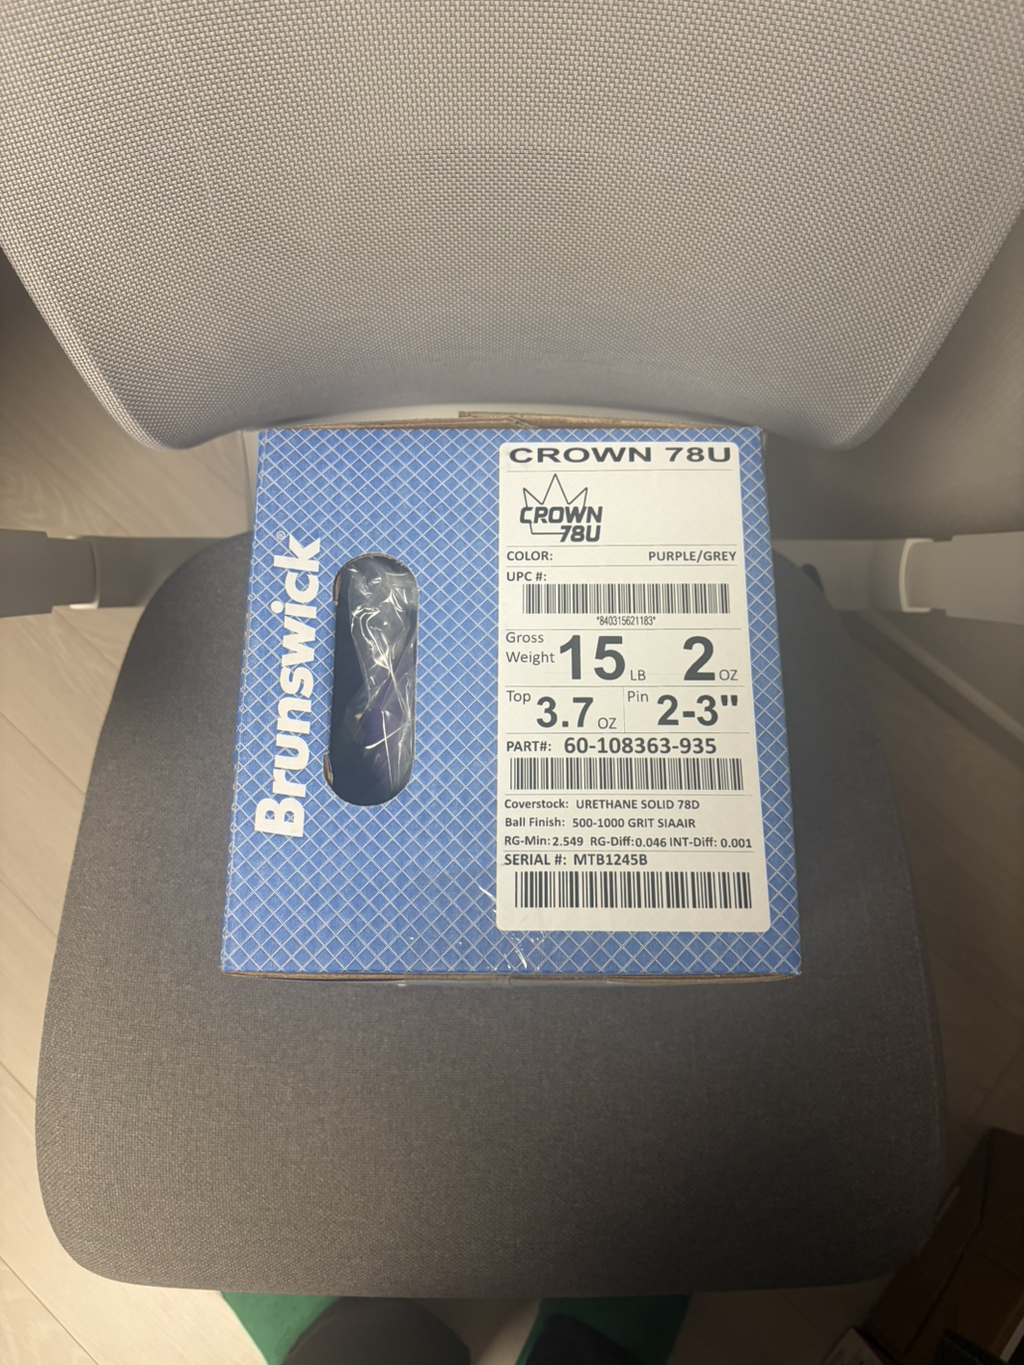 Brunswick®
CROWN 78U
CROWN
78U
COLOR: PURPLE/GREY
UPC #:
*840315621183*
Gross Weight 15 LB 2 OZ
Top 3.7 OZ Pin 2-3"
PART#: 60-108363-935
Coverstock: URETHANE SOLID 78D
Ball Finish: 500-1000 GRIT SIAAIR
RG-Min: 2.549 RG-Diff: 0.046 INT-Diff: 0.001
SERIAL #: MTB1245B